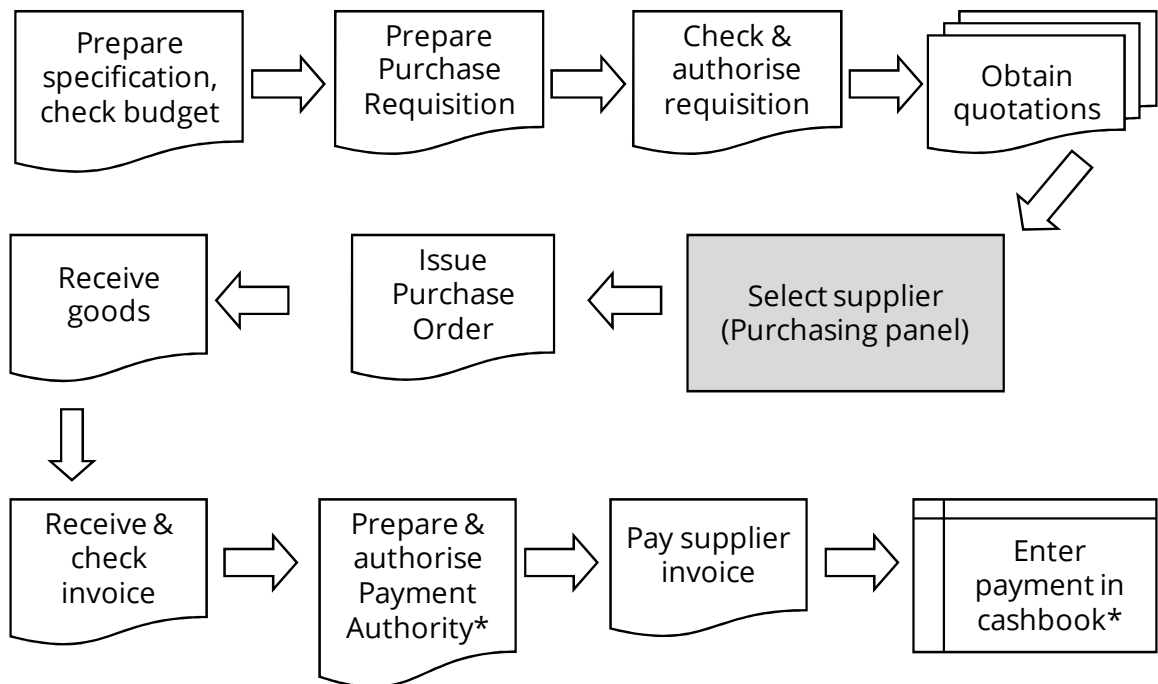 Prepare
specification,
check budget
Prepare
Purchase
Requisition
Check &
authorise
requisition
Obtain
quotations
Select supplier
(Purchasing panel)
Issue
Purchase
Order
Receive
goods
Receive &
check
invoice
Prepare &
authorise
Payment
Authority*
Pay supplier
invoice
Enter
payment in
cashbook*